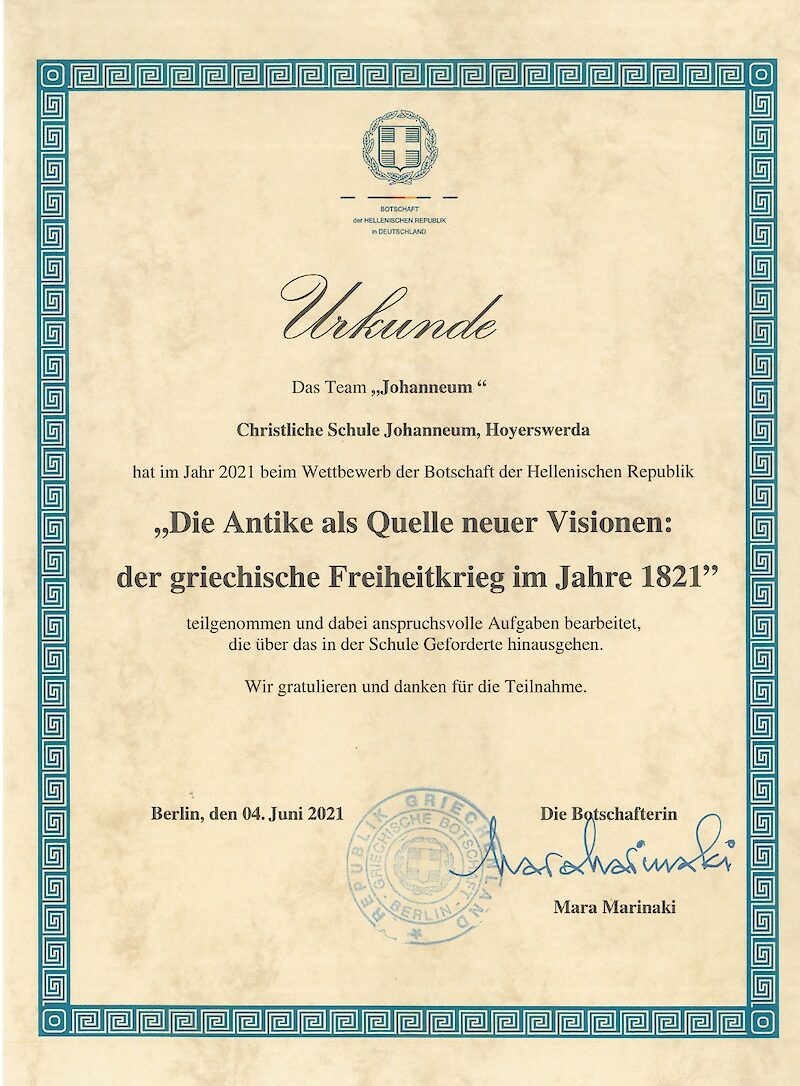 BOTSCHAFT
der HELLENISCHEN REPUBLIK
in DEUTSCHLAND
Urkunde
Das Team „Johanneum “
Christliche Schule Johanneum, Hoyerswerda
hat im Jahr 2021 beim Wettbewerb der Botschaft der Hellenischen Republik
„Die Antike als Quelle neuer Visionen:
der griechische Freiheitkrieg im Jahre 1821”
teilgenommen und dabei anspruchsvolle Aufgaben bearbeitet,
die über das in der Schule Geforderte hinausgehen.
Wir gratulieren und danken für die Teilnahme.
Berlin, den 04. Juni 2021
REPUBLIK GRIECHENLAND
GRIECHISCHE BOTSCHAFT
- BERLIN -
Die Botschafterin
Mara Marinaki
Mara Marinaki